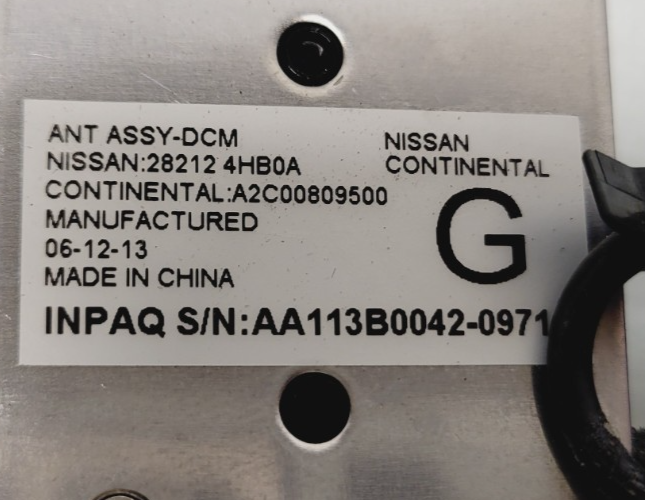 ANT ASSY-DCM
NISSAN:28212 4HB0A
CONTINENTAL:A2C00809500
MANUFACTURED
06-12-13
MADE IN CHINA
NISSAN
CONTINENTAL
G
INPAQ S/N:AA113B0042-0971